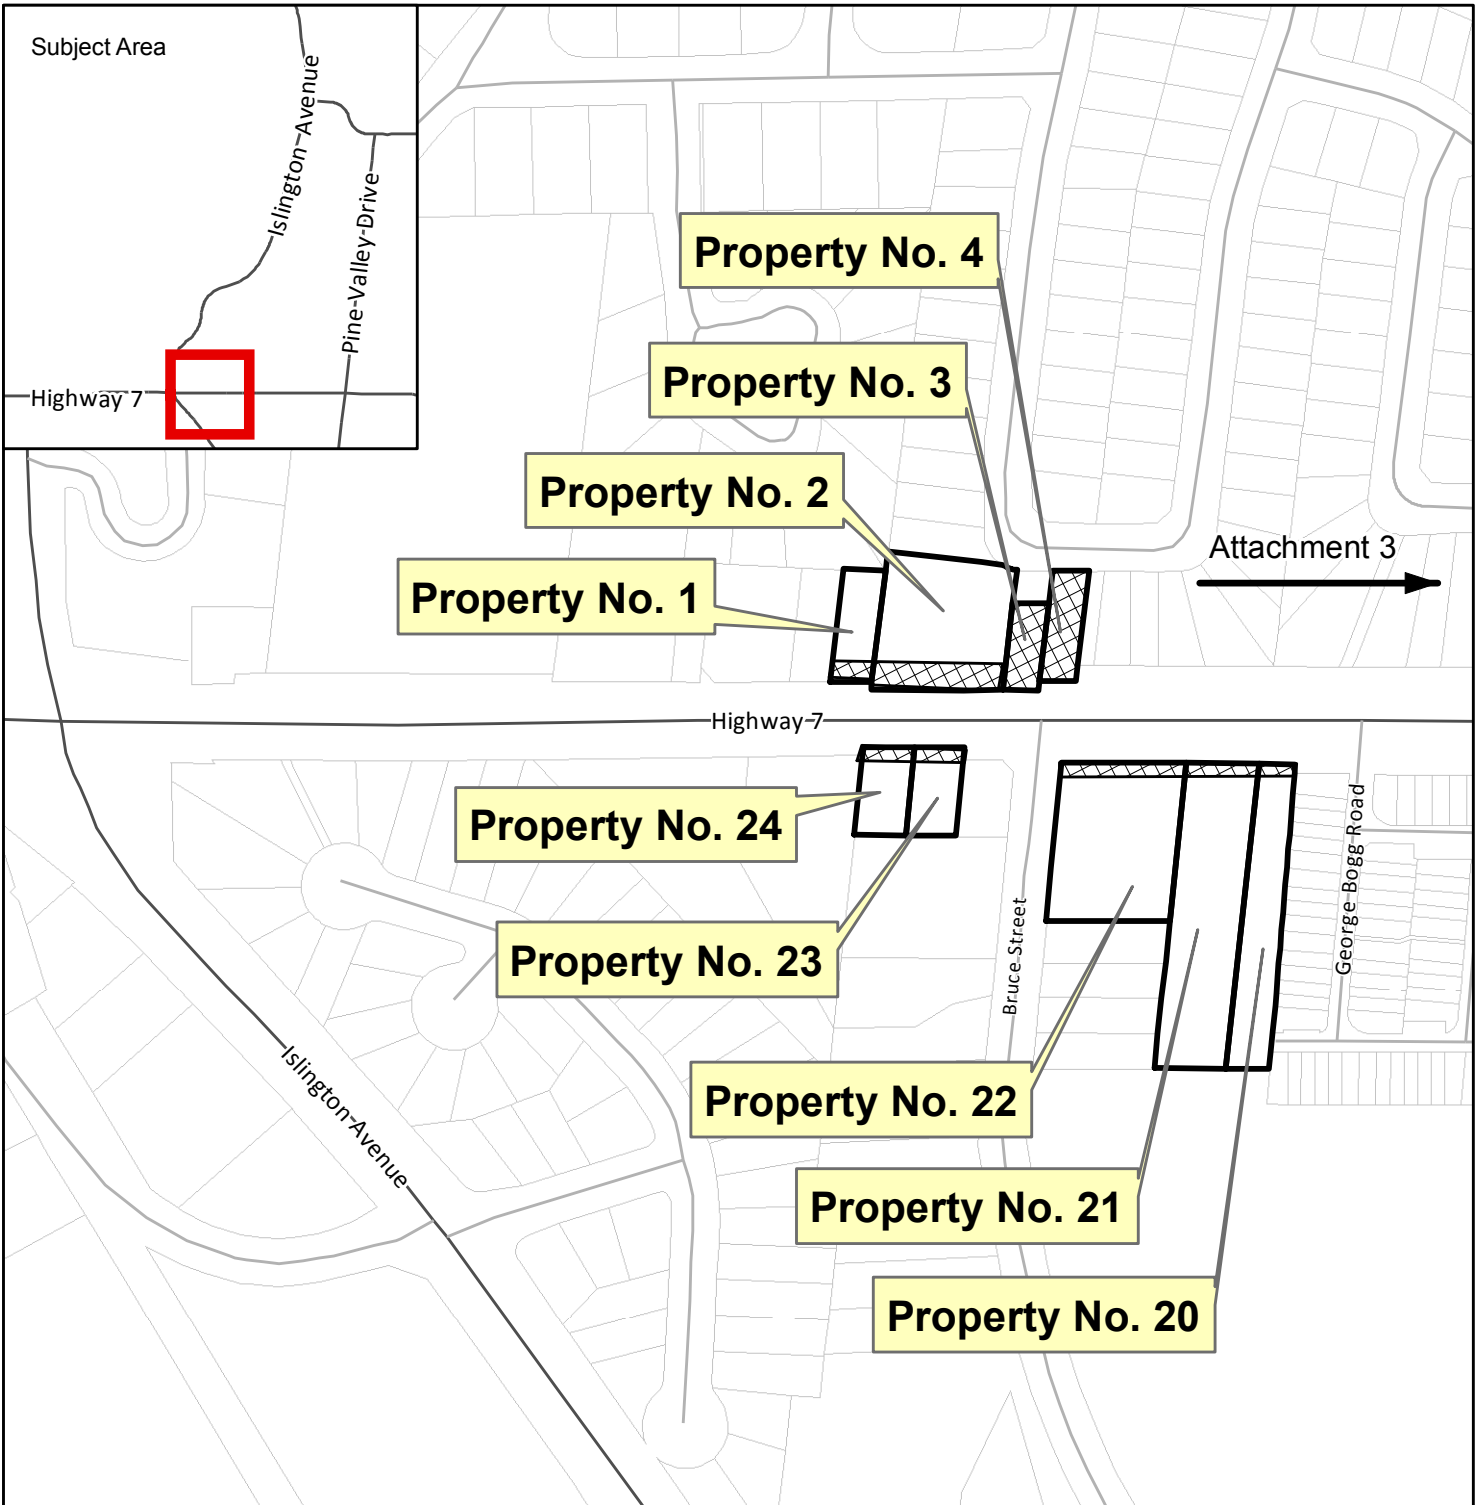 Subject Area
Islington Avenue
Pine Valley Drive
Highway 7
Property No. 4
Property No. 3
Property No. 2
Attachment 3
Property No. 1
Highway 7
Property No. 24
George Bogg Road
Property No. 23
Bruce Street
Islington Avenue
Property No. 22
Property No. 21
Property No. 20